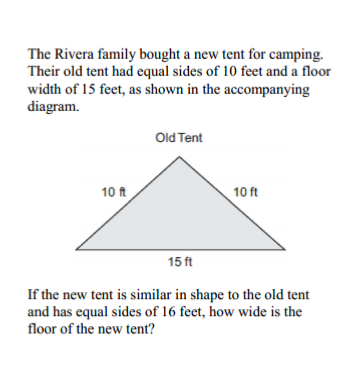 The Rivera family bought a new tent for camping.
Their old tent had equal sides of 10 feet and a floor
width of 15 feet, as shown in the accompanying
diagram.
Old Tent
10 ft
10 ft
15 ft
If the new tent is similar in shape to the old tent
and has equal sides of 16 feet, how wide is the
floor of the new tent?